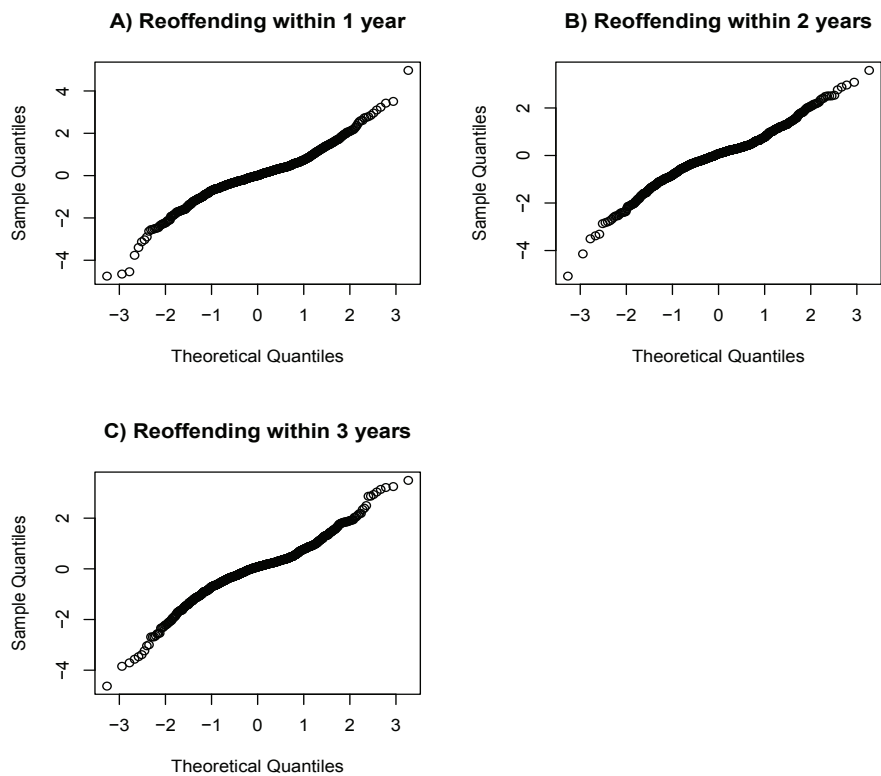 A) Reoffending within 1 year
Sample Quantiles
4
2
0
−2
−4
−3 −2 −1 0 1 2 3
Theoretical Quantiles
B) Reoffending within 2 years
Sample Quantiles
2
0
−2
−4
−3 −2 −1 0 1 2 3
Theoretical Quantiles
C) Reoffending within 3 years
Sample Quantiles
2
0
−2
−4
−3 −2 −1 0 1 2 3
Theoretical Quantiles